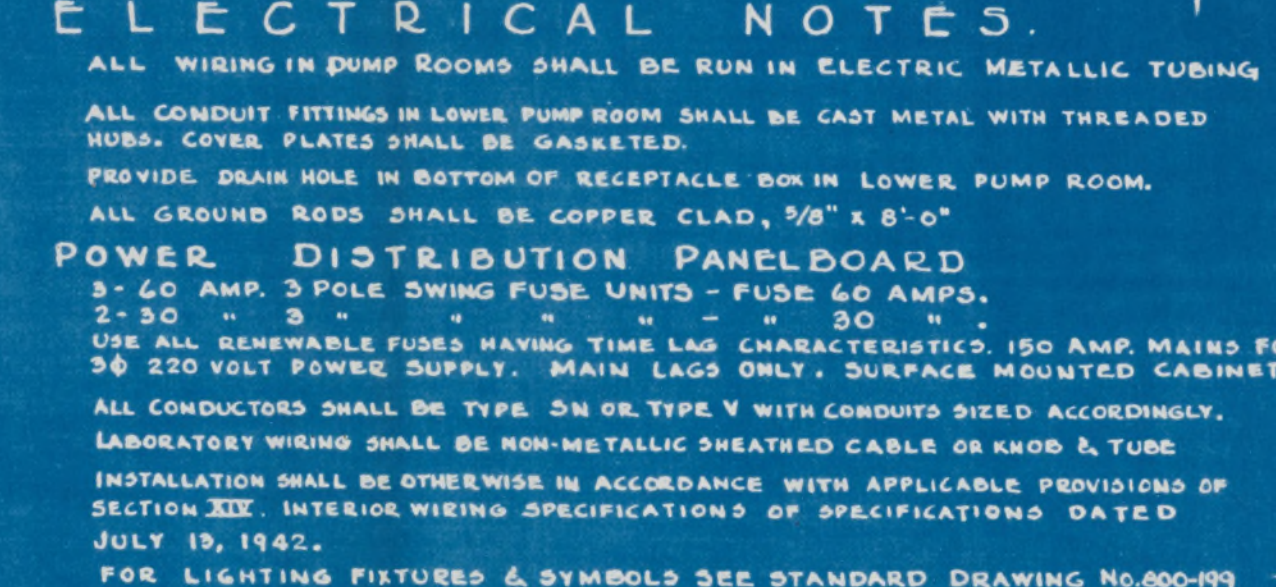 ELECTRICAL NOTES.
ALL WIRING IN PUMP ROOMS SHALL BE RUN IN ELECTRIC METALLIC TUBING
ALL CONDUIT FITTINGS IN LOWER PUMP ROOM SHALL BE CAST METAL WITH THREADED
HUBS. COVER PLATES SHALL BE GASKETED.
PROVIDE DRAIN HOLE IN BOTTOM OF RECEPTACLE BOX IN LOWER PUMP ROOM.
ALL GROUND RODS SHALL BE COPPER CLAD, 5/8" X 8'-0"
POWER DISTRIBUTION PANELBOARD
3-60 AMP. 3 POLE SWING FUSE UNITS - FUSE 60 AMPS.
2-30 " 3 " " " " - " 30 " .
USE ALL RENEWABLE FUSES HAVING TIME LAG CHARACTERISTICS. 150 AMP. MAINS FO
3φ 220 VOLT POWER SUPPLY. MAIN LAGS ONLY. SURFACE MOUNTED CABINET
ALL CONDUCTORS SHALL BE TYPE SN OR TYPE V WITH CONDUITS SIZED ACCORDINGLY.
LABORATORY WIRING SHALL BE NON-METALLIC SHEATHED CABLE OR KNOB & TUBE
INSTALLATION SHALL BE OTHERWISE IN ACCORDANCE WITH APPLICABLE PROVISIONS OF
SECTION XIV. INTERIOR WIRING SPECIFICATIONS OF SPECIFICATIONS DATED
JULY 13, 1942.
FOR LIGHTING FIXTURES & SYMBOLS SEE STANDARD DRAWING No.600-199